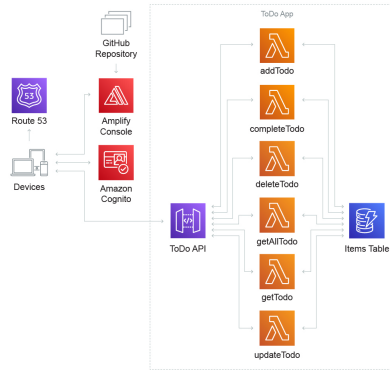 ToDo App
GitHub
Repository
addTodo
53
Route 53
Amplify
Console
completeTodo
Devices
Amazon
Cognito
deleteTodo
ToDo API
getAllTodo
Items Table
getTodo
updateTodo